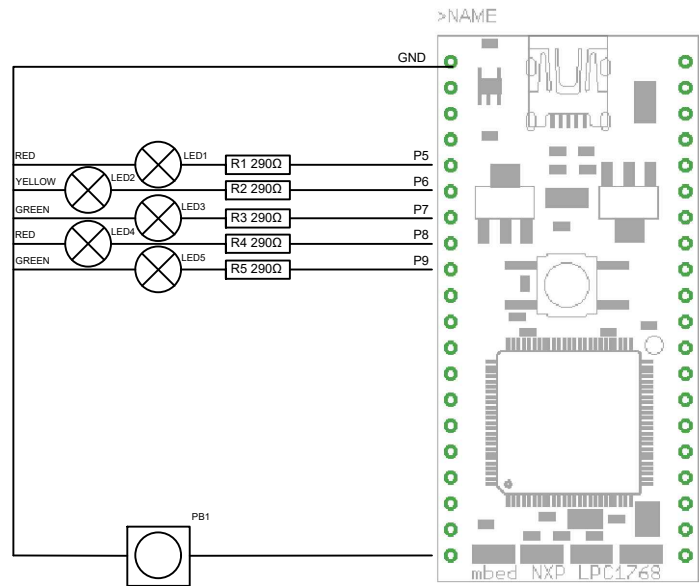 >NAME
GND
RED
LED1
R1 290Ω
P5
YELLOW
LED2
R2 290Ω
P6
GREEN
LED3
R3 290Ω
P7
RED
LED4
R4 290Ω
P8
GREEN
LED5
R5 290Ω
P9
PB1
mbed NXP LPC1768